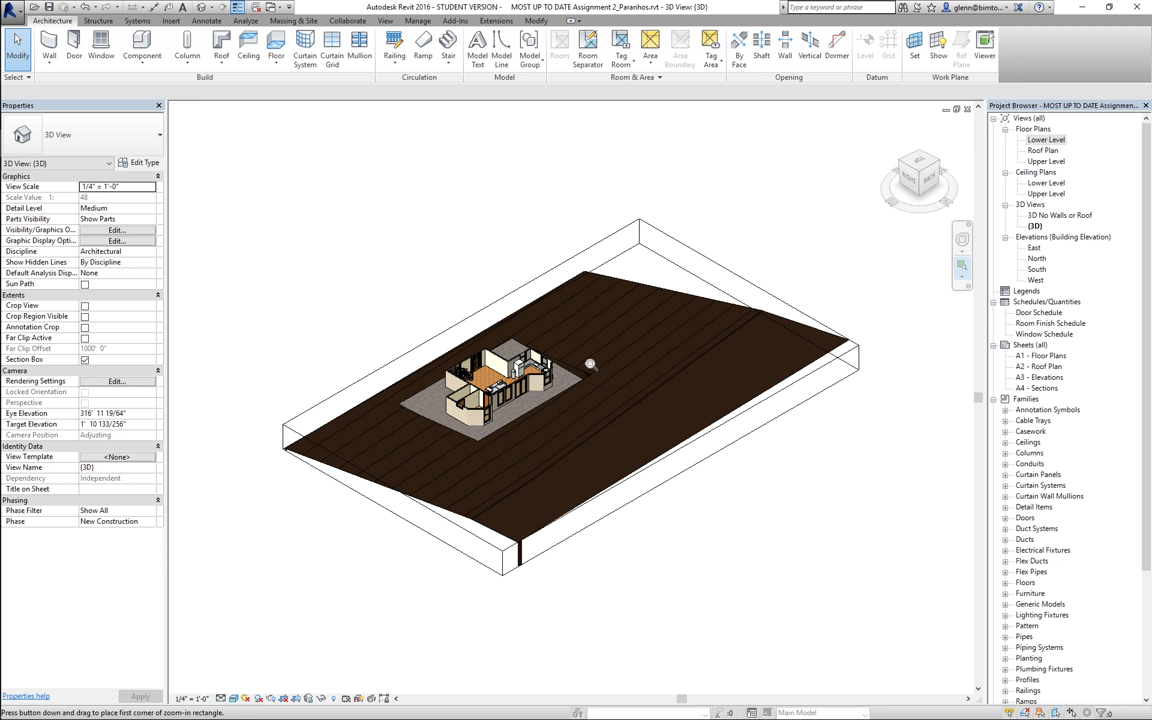 Autodesk Revit 2016 - STUDENT VERSION - MOST UP TO DATE Assignment 2_Paranhos.rvt - 3D View: {3D}
Type a keyword or phrase
glenn@bimto...
Architecture Structure Systems Insert Annotate Analyze Massing & Site Collaborate View Manage Add-Ins Extensions Modify
Modify Wall Door Window Component Column Roof Ceiling Floor Curtain System Curtain Grid Mullion Railing Ramp Stair Model Text Model Line Model Group Room Room Separator Tag Room Area Area Boundary Tag Area By Face Shaft Wall Vertical Dormer Level Grid Set Show Ref Plane Viewer
Select Build Circulation Model Room & Area Opening Datum Work Plane
Properties
3D View
3D View: {3D} Edit Type
Graphics
View Scale 1/4" = 1'-0"
Scale Value 1: 48
Detail Level Medium
Parts Visibility Show Parts
Visibility/Graphics O... Edit...
Graphic Display Opti... Edit...
Discipline Architectural
Show Hidden Lines By Discipline
Default Analysis Disp... None
Sun Path
Extents
Crop View
Crop Region Visible
Annotation Crop
Far Clip Active
Far Clip Offset 1000' 0"
Section Box
Camera
Rendering Settings Edit...
Locked Orientation
Perspective
Eye Elevation 316' 11 19/64"
Target Elevation 1' 10 133/256"
Camera Position Adjusting
Identity Data
View Template <None>
View Name {3D}
Dependency Independent
Title on Sheet
Phasing
Phase Filter Show All
Phase New Construction
Properties help Apply
RIGHT BACK
Project Browser - MOST UP TO DATE Assignmen...
Views (all)
Floor Plans
Lower Level
Roof Plan
Upper Level
Ceiling Plans
Lower Level
Upper Level
3D Views
3D No Walls or Roof
{3D}
Elevations (Building Elevation)
East
North
South
West
Legends
Schedules/Quantities
Door Schedule
Room Finish Schedule
Window Schedule
Sheets (all)
A1 - Floor Plans
A2 - Roof Plan
A3 - Elevations
A4 - Sections
Families
Annotation Symbols
Cable Trays
Casework
Ceilings
Columns
Conduits
Curtain Panels
Curtain Systems
Curtain Wall Mullions
Detail Items
Doors
Duct Systems
Ducts
Electrical Fixtures
Flex Ducts
Flex Pipes
Floors
Furniture
Generic Models
Lighting Fixtures
Pattern
Pipes
Piping Systems
Planting
Plumbing Fixtures
Profiles
Railings
Ramps
1/4" = 1'-0"
Press button down and drag to place first corner of zoom-in rectangle.
:0 Main Model :0